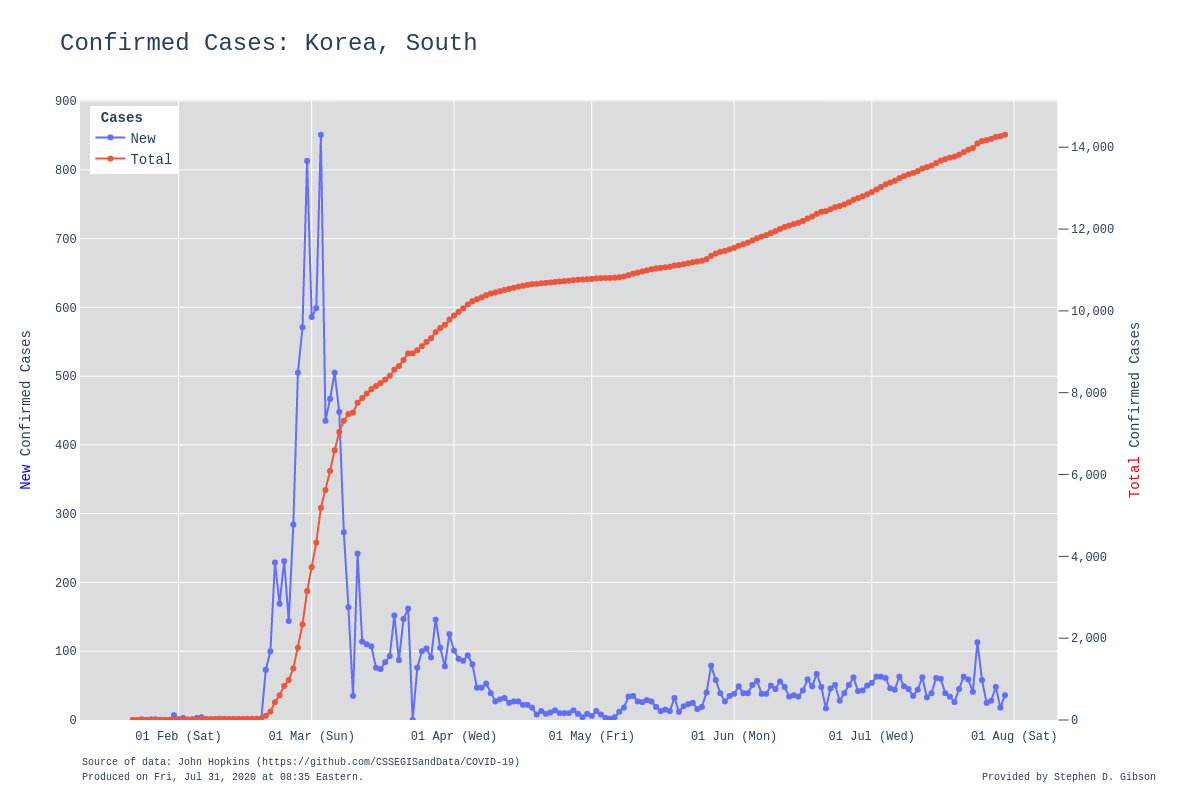 Confirmed Cases: Korea, South
Cases
New
Total
900
800
700
600
500
400
300
200
100
0
New Confirmed Cases
14,000
12,000
10,000
8,000
6,000
4,000
2,000
0
Total Confirmed Cases
01 Feb (Sat) 01 Mar (Sun) 01 Apr (Wed) 01 May (Fri) 01 Jun (Mon) 01 Jul (Wed) 01 Aug (Sat)
Source of data: John Hopkins (https://github.com/CSSEGISandData/COVID-19)
Produced on Fri, Jul 31, 2020 at 08:35 Eastern.
Provided by Stephen D. Gibson